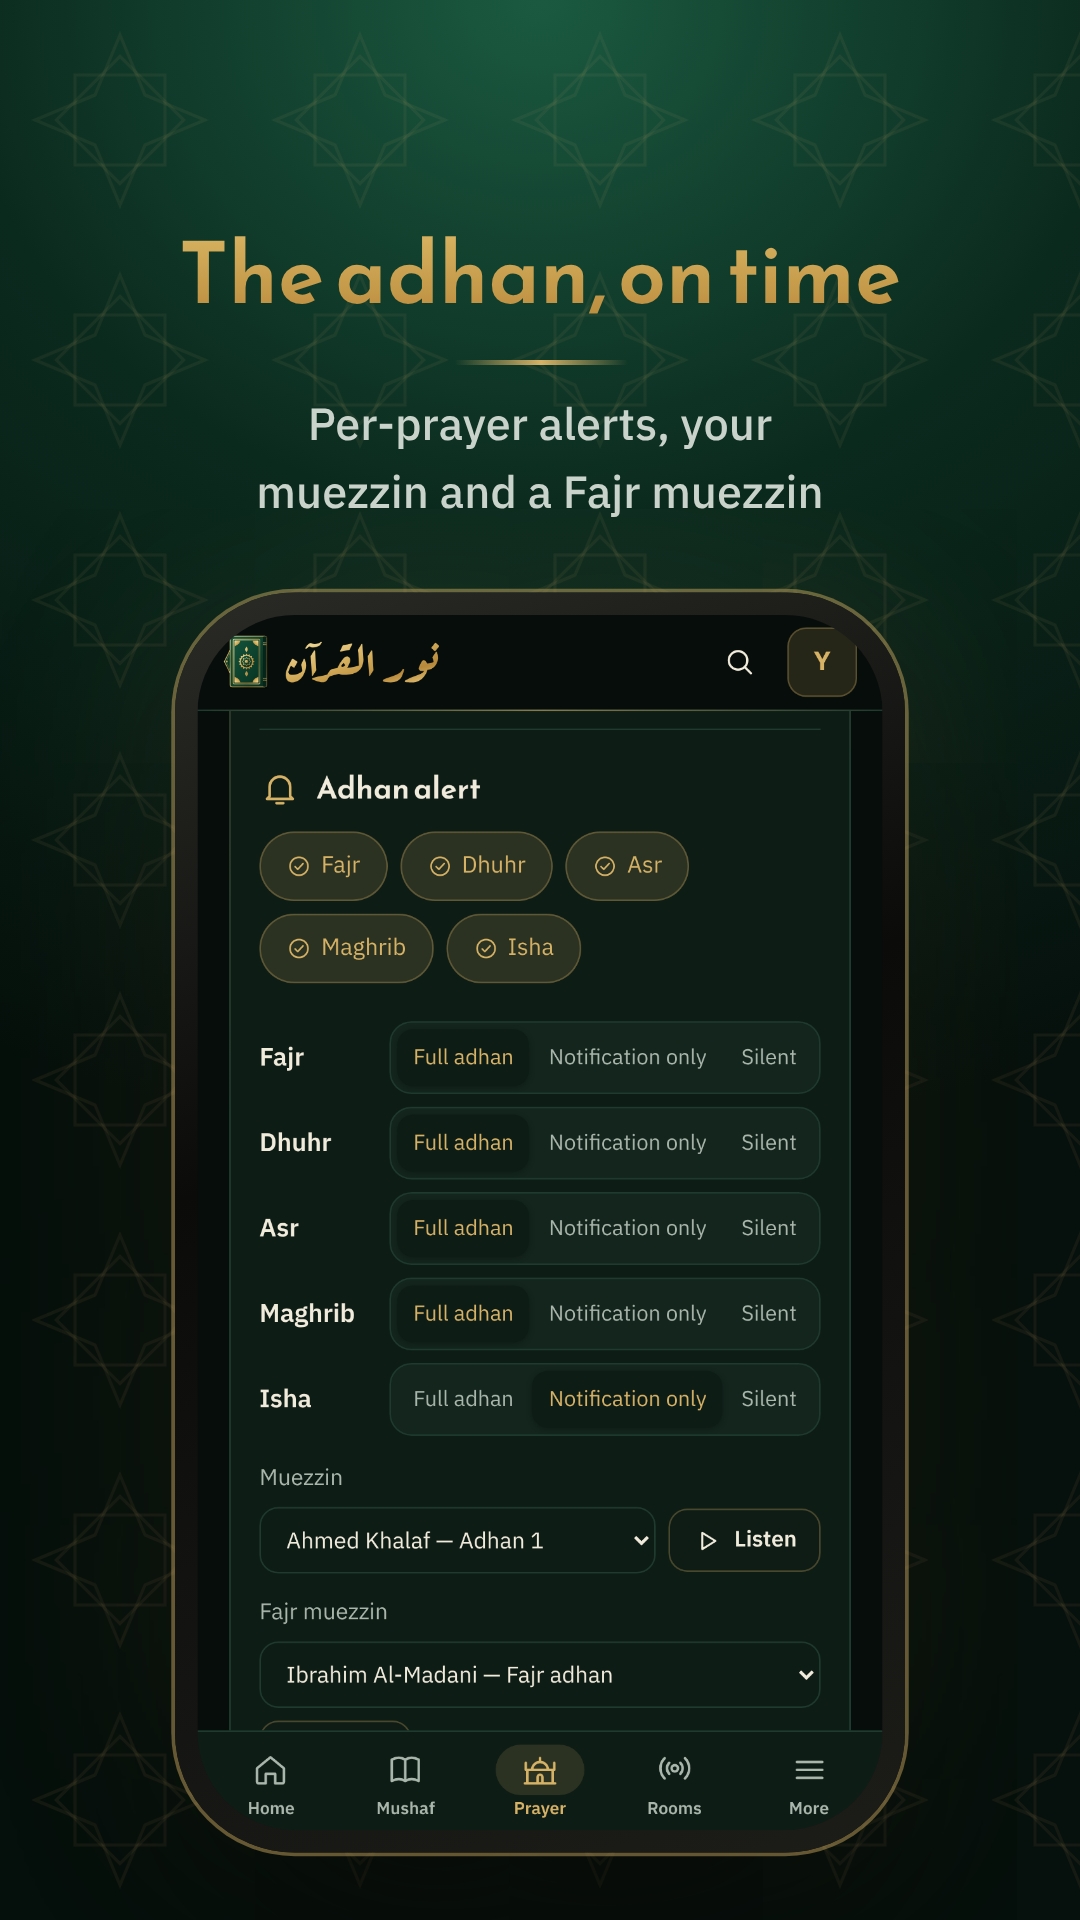 The adhan, on time
Per-prayer alerts, your
muezzin and a Fajr muezzin
نور القرآن
Y
Adhan alert
Fajr Dhuhr Asr
Maghrib Isha
Fajr Full adhan Notification only Silent
Dhuhr Full adhan Notification only Silent
Asr Full adhan Notification only Silent
Maghrib Full adhan Notification only Silent
Isha Full adhan Notification only Silent
Muezzin
Ahmed Khalaf — Adhan 1 Listen
Fajr muezzin
Ibrahim Al-Madani — Fajr adhan
Home Mushaf Prayer Rooms More